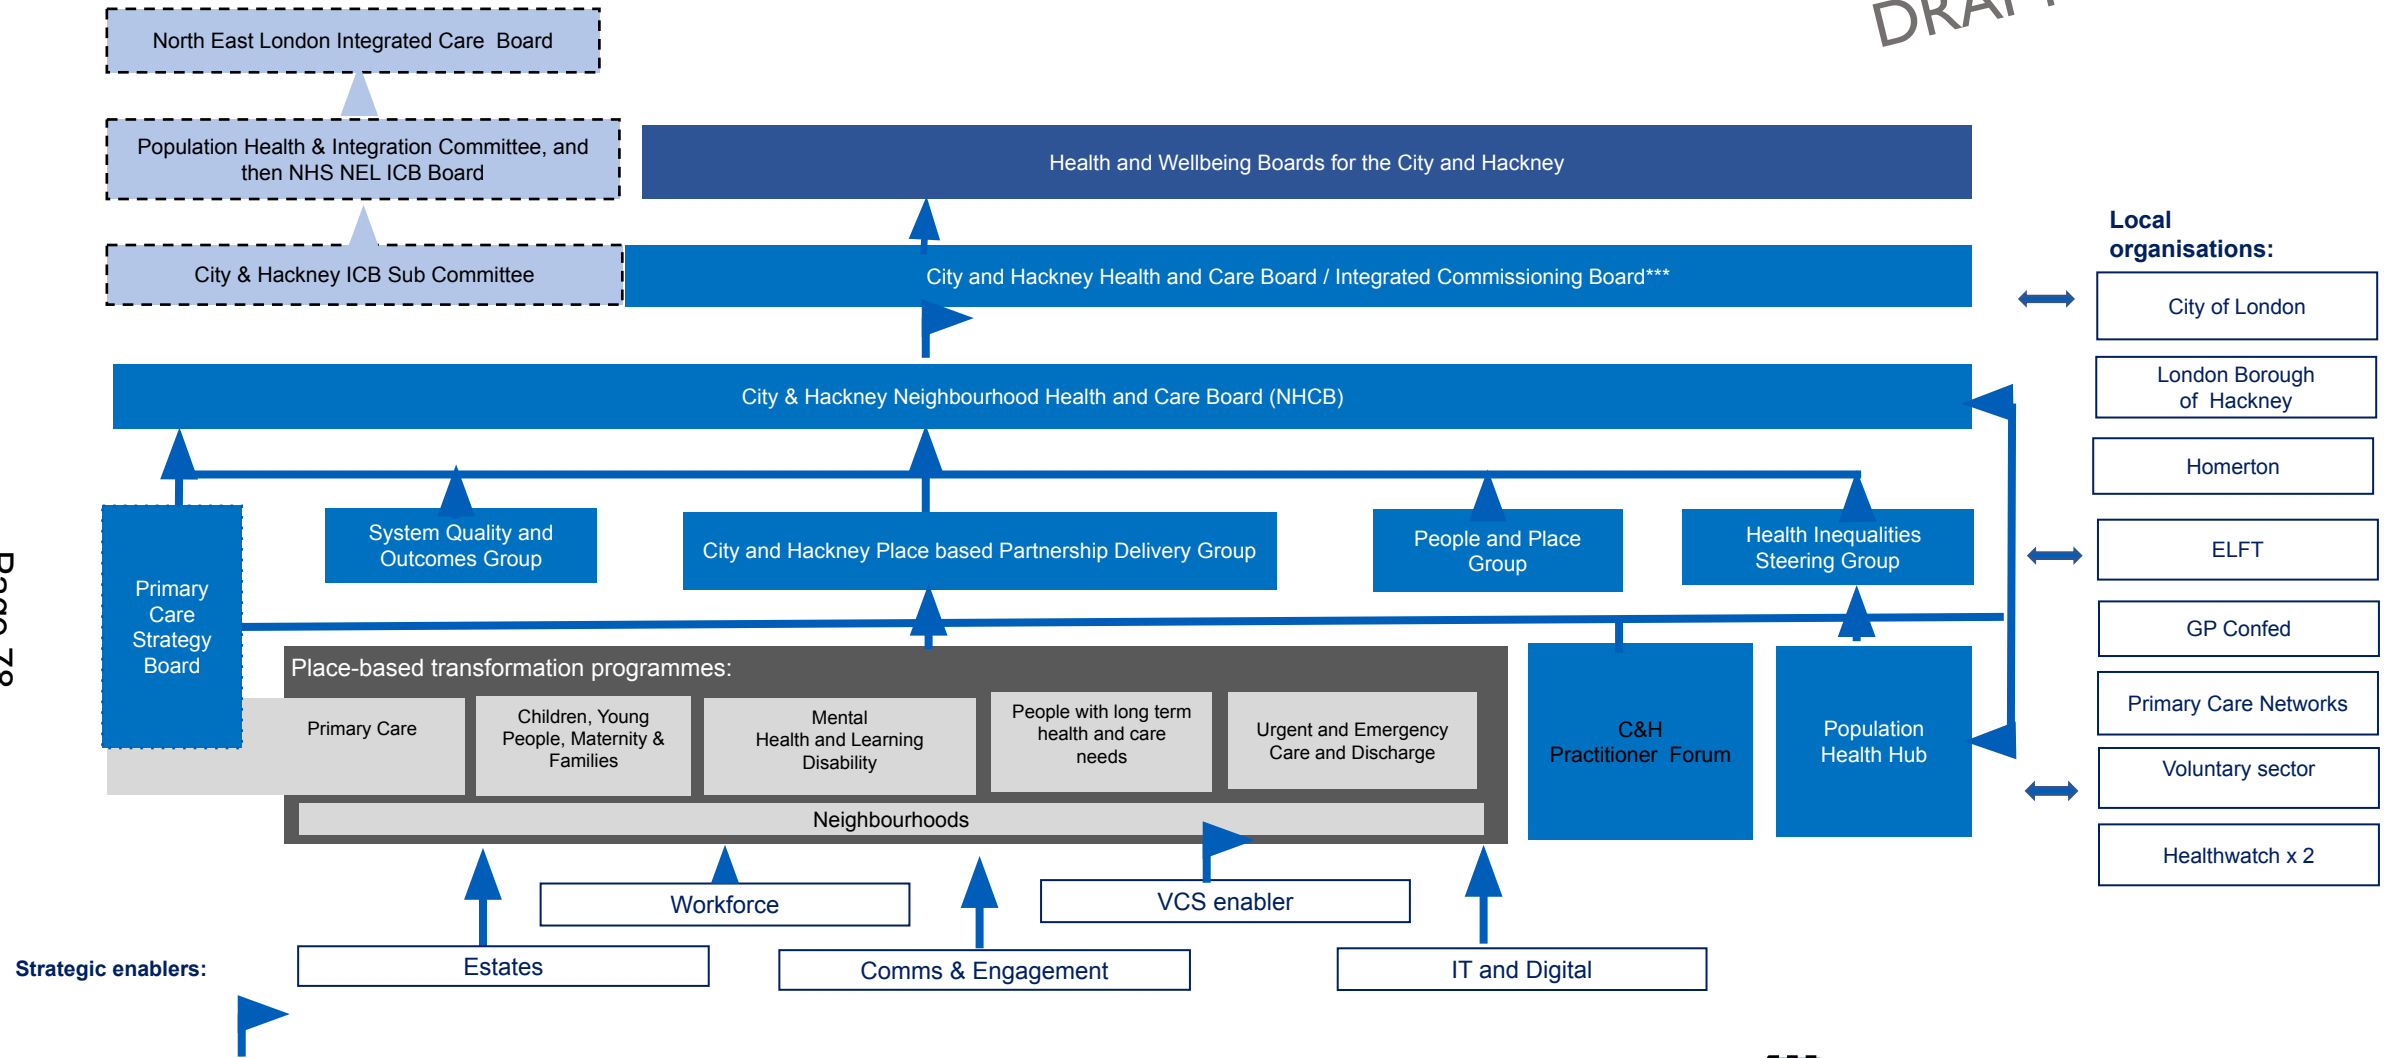 DRAFT
North East London Integrated Care Board
Population Health & Integration Committee, and
then NHS NEL ICB Board
Health and Wellbeing Boards for the City and Hackney
City & Hackney ICB Sub Committee
City and Hackney Health and Care Board / Integrated Commissioning Board***
Local
organisations:
City of London
London Borough
of Hackney
Homerton
ELFT
GP Confed
Primary Care Networks
Voluntary sector
Healthwatch x 2
City & Hackney Neighbourhood Health and Care Board (NHCB)
Primary
Care
Strategy
Board
System Quality and
Outcomes Group
City and Hackney Place based Partnership Delivery Group
People and Place
Group
Health Inequalities
Steering Group
Place-based transformation programmes:
Primary Care
Children, Young
People, Maternity &
Families
Mental
Health and Learning
Disability
People with long term
health and care
needs
Urgent and Emergency
Care and Discharge
Neighbourhoods
C&H
Practitioner Forum
Population
Health Hub
Workforce
VCS enabler
Strategic enablers:
Estates
Comms & Engagement
IT and Digital
Page 78